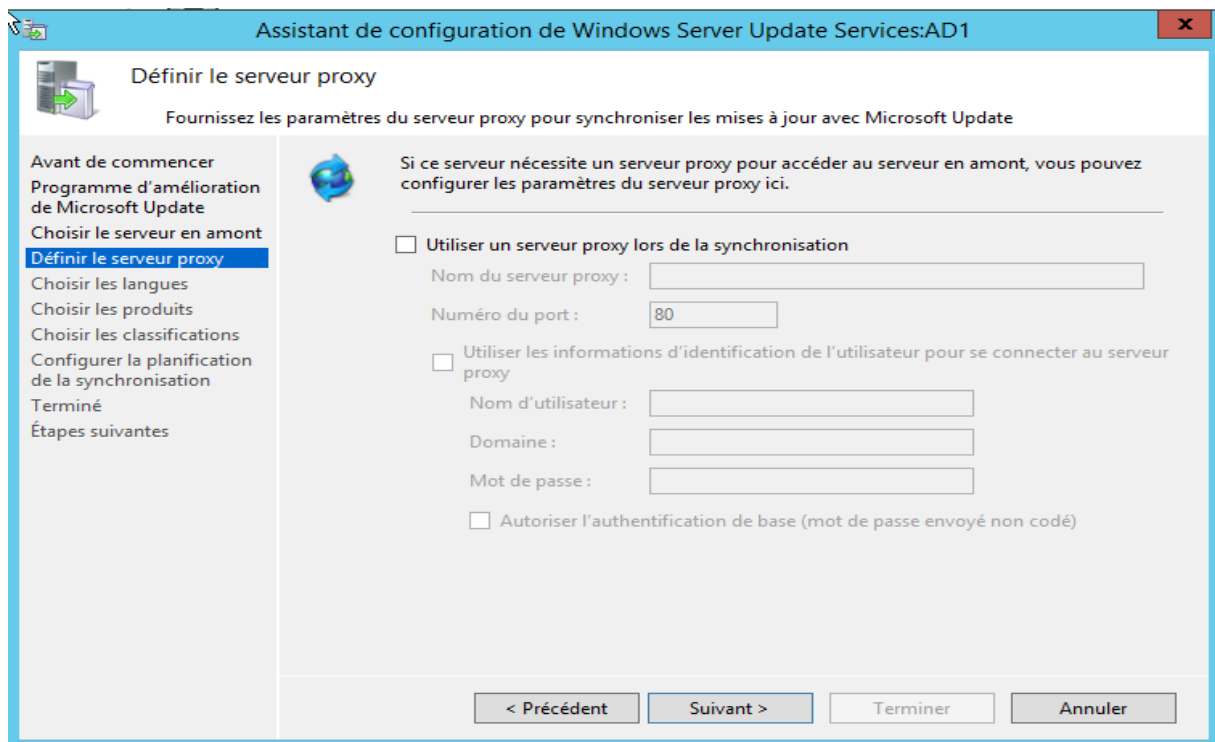 Assistant de configuration de Windows Server Update Services:AD1
x
Définir le serveur proxy
Fournissez les paramètres du serveur proxy pour synchroniser les mises à jour avec Microsoft Update
Avant de commencer
Programme d'amélioration
de Microsoft Update
Choisir le serveur en amont
Définir le serveur proxy
Choisir les langues
Choisir les produits
Choisir les classifications
Configurer la planification
de la synchronisation
Terminé
Étapes suivantes
Si ce serveur nécessite un serveur proxy pour accéder au serveur en amont, vous pouvez
configurer les paramètres du serveur proxy ici.
Utiliser un serveur proxy lors de la synchronisation
Nom du serveur proxy :
Numéro du port : 80
Utiliser les informations d'identification de l'utilisateur pour se connecter au serveur
proxy
Nom d'utilisateur :
Domaine :
Mot de passe :
Autoriser l'authentification de base (mot de passe envoyé non codé)
< Précédent Suivant > Terminer Annuler